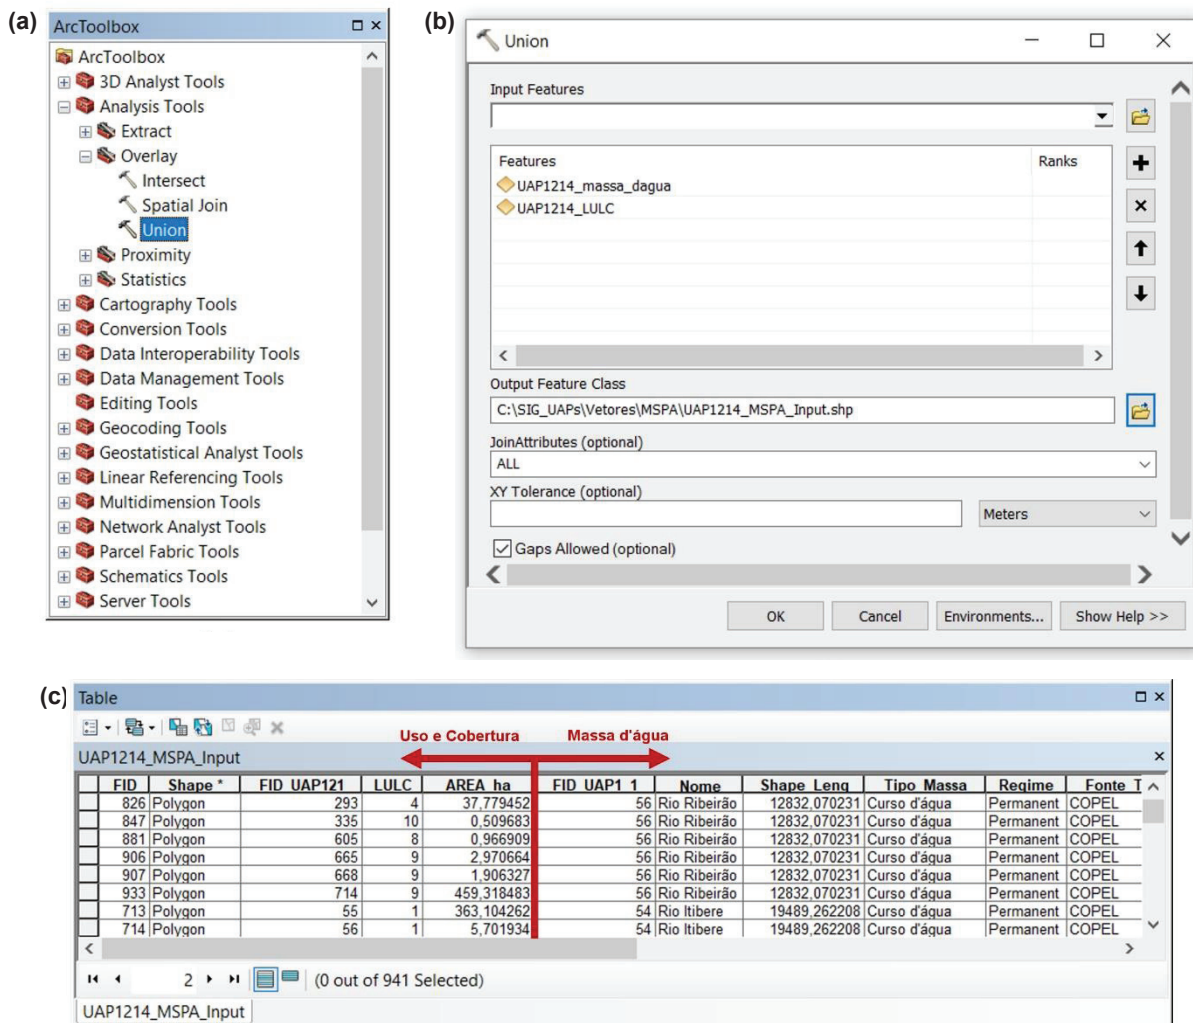 (a)
ArcToolbox
ArcToolbox
3D Analyst Tools
Analysis Tools
Extract
Overlay
Intersect
Spatial Join
Union
Proximity
Statistics
Cartography Tools
Conversion Tools
Data Interoperability Tools
Data Management Tools
Editing Tools
Geocoding Tools
Geostatistical Analyst Tools
Linear Referencing Tools
Multidimension Tools
Network Analyst Tools
Parcel Fabric Tools
Schematics Tools
Server Tools
(b)
Union
Input Features
Features Ranks
UAP1214_massa_dagua
UAP1214_LULC
Output Feature Class
C:\SIG_UAPs\Vetores\MSPA\UAP1214_MSPA_Input.shp
JoinAttributes (optional)
ALL
XY Tolerance (optional)
Meters
Gaps Allowed (optional)
OK Cancel Environments... Show Help >>
(c)
Table
Uso e Cobertura Massa d'água
UAP1214_MSPA_Input
FID Shape * FID_UAP121 LULC AREA_ha FID_UAP1_1 Nome Shape_Leng Tipo_Massa Regime Fonte_T
826 Polygon 293 4 37,779452 56 Rio Ribeirão 12832,070231 Curso d'água Permanent COPEL
847 Polygon 335 10 0,509683 56 Rio Ribeirão 12832,070231 Curso d'água Permanent COPEL
881 Polygon 605 8 0,966909 56 Rio Ribeirão 12832,070231 Curso d'água Permanent COPEL
906 Polygon 665 9 2,970664 56 Rio Ribeirão 12832,070231 Curso d'água Permanent COPEL
907 Polygon 668 9 1,906327 56 Rio Ribeirão 12832,070231 Curso d'água Permanent COPEL
933 Polygon 714 9 459,318483 56 Rio Ribeirão 12832,070231 Curso d'água Permanent COPEL
713 Polygon 55 1 363,104262 54 Rio Itibere 19489,262208 Curso d'água Permanent COPEL
714 Polygon 56 1 5,701934 54 Rio Itibere 19489,262208 Curso d'água Permanent COPEL
2 (0 out of 941 Selected)
UAP1214_MSPA_Input